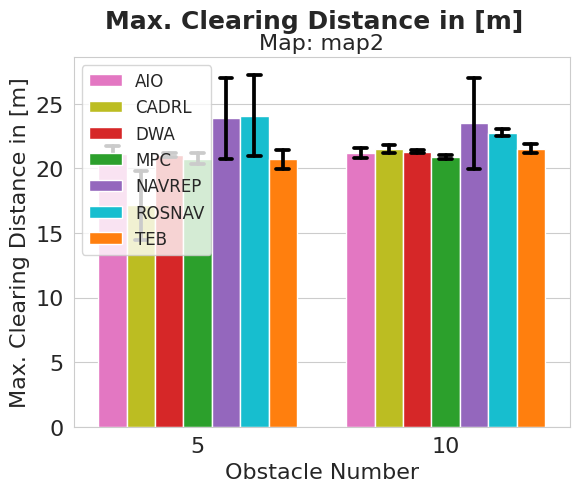 Max. Clearing Distance in [m]
Map: map2
Max. Clearing Distance in [m]
25
20
15
10
5
0
AIO
CADRL
DWA
MPC
NAVREP
ROSNAV
TEB
5
10
Obstacle Number